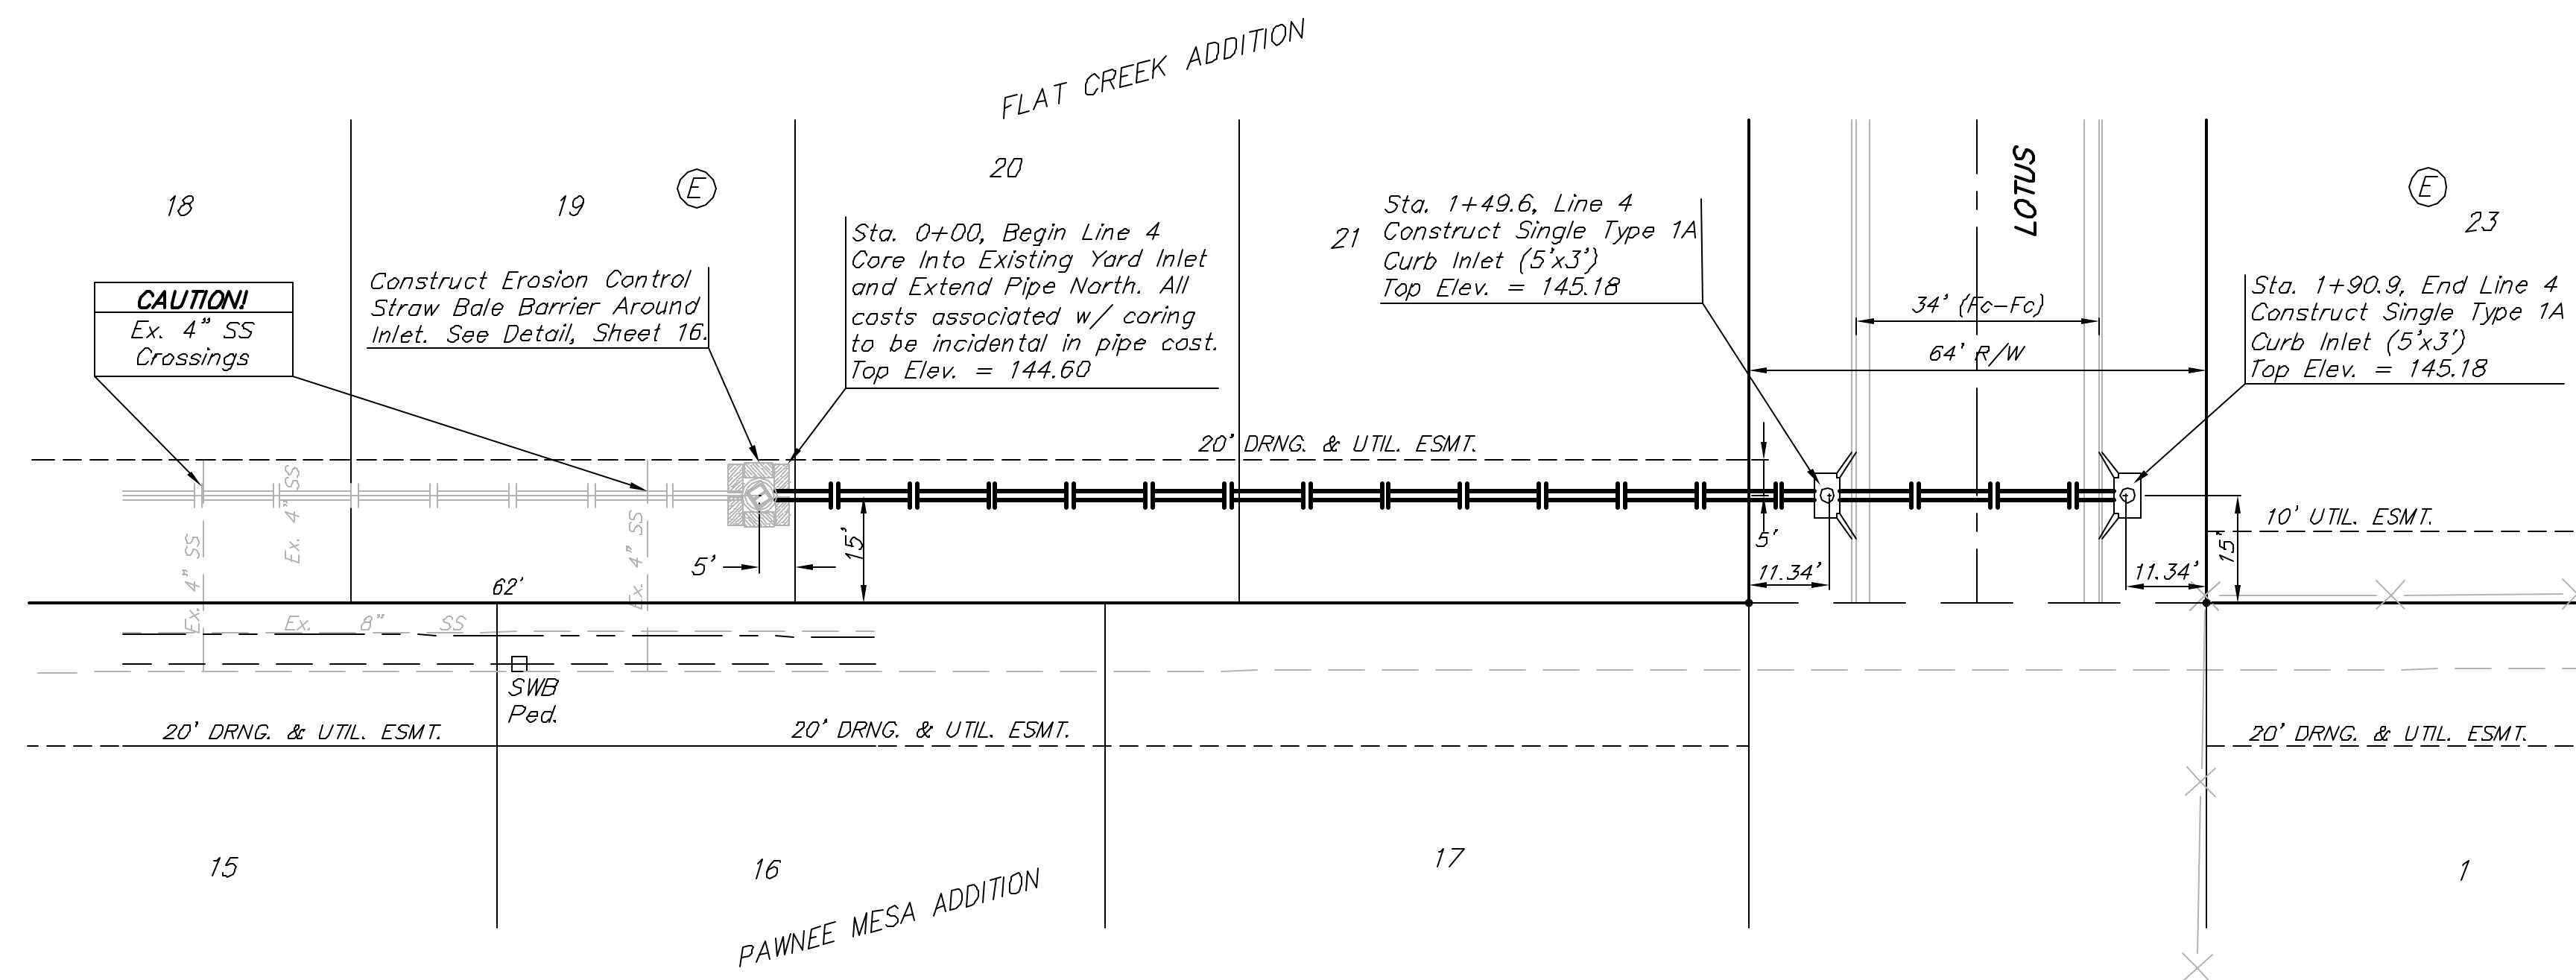 FLAT CREEK ADDITION
18
19
E
20
21
LOTUS
E
23
CAUTION!
Ex. 4" SS
Crossings
Construct Erosion Control
Straw Bale Barrier Around
Inlet. See Detail, Sheet 16.
Sta. 0+00, Begin Line 4
Core Into Existing Yard Inlet
and Extend Pipe North. All
costs associated w/ coring
to be incidental in pipe cost.
Top Elev. = 144.60
Sta. 1+49.6, Line 4
Construct Single Type 1A
Curb Inlet (5'x3')
Top Elev. = 145.18
34' (Fc-Fc)
64' R/W
Sta. 1+90.9, End Line 4
Construct Single Type 1A
Curb Inlet (5'x3')
Top Elev. = 145.18
20' DRNG. & UTIL. ESMT.
Ex. 4" SS
Ex. 4" SS
Ex. 4" SS
5'
15'
5'
11.34'
11.34'
15'
10' UTIL. ESMT.
62'
Ex. 8" SS
SWB
Ped.
20' DRNG. & UTIL. ESMT.
20' DRNG. & UTIL. ESMT.
20' DRNG. & UTIL. ESMT.
15
16
17
1
PAWNEE MESA ADDITION